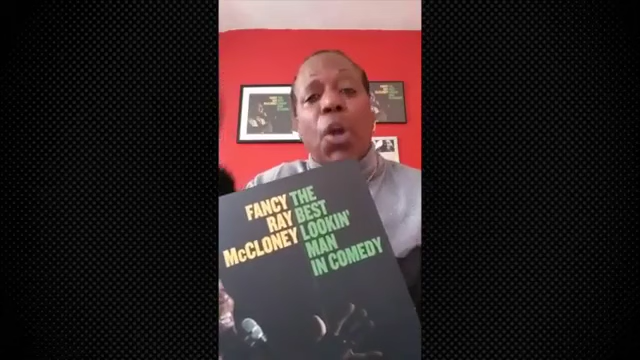 FANCY THE
RAY BEST
McCLONEY LOOKIN'
MAN
IN COMEDY